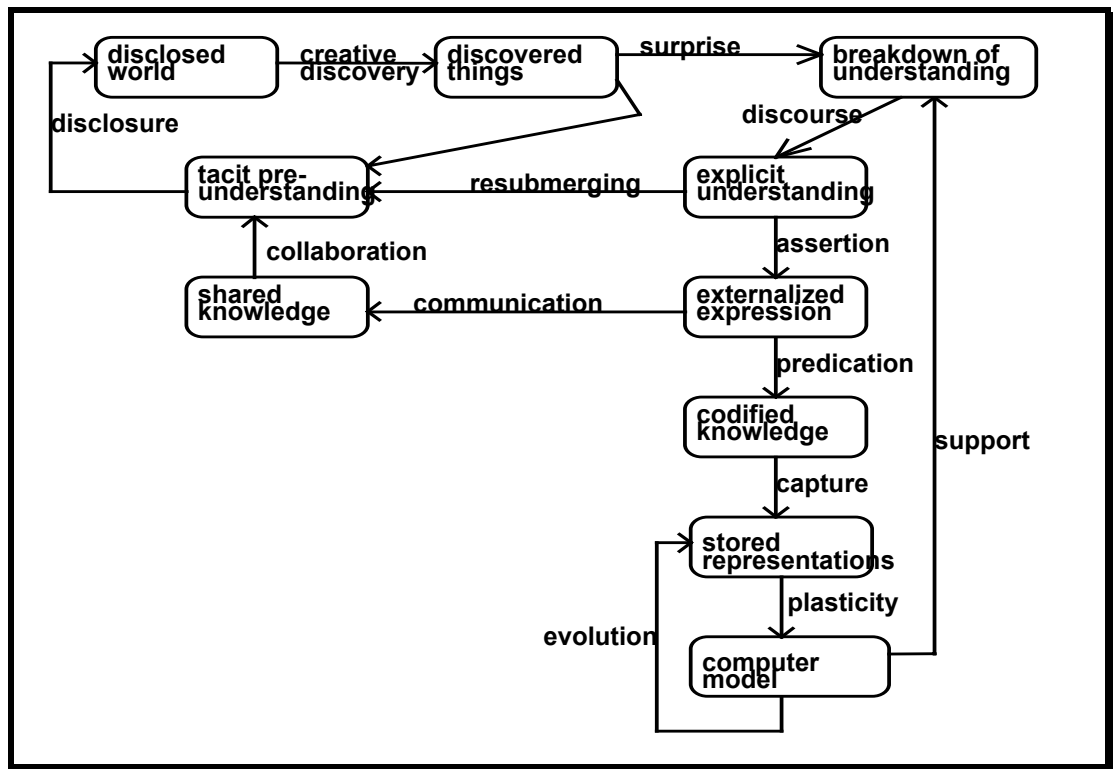 disclosed
world
creative
discovery
discovered
things
surprise
breakdown of
understanding
disclosure
discourse
tacit pre-
understanding
resubmerging
explicit
understanding
collaboration
assertion
shared
knowledge
communication
externalized
expression
predication
codified
knowledge
support
capture
stored
representations
plasticity
evolution
computer
model